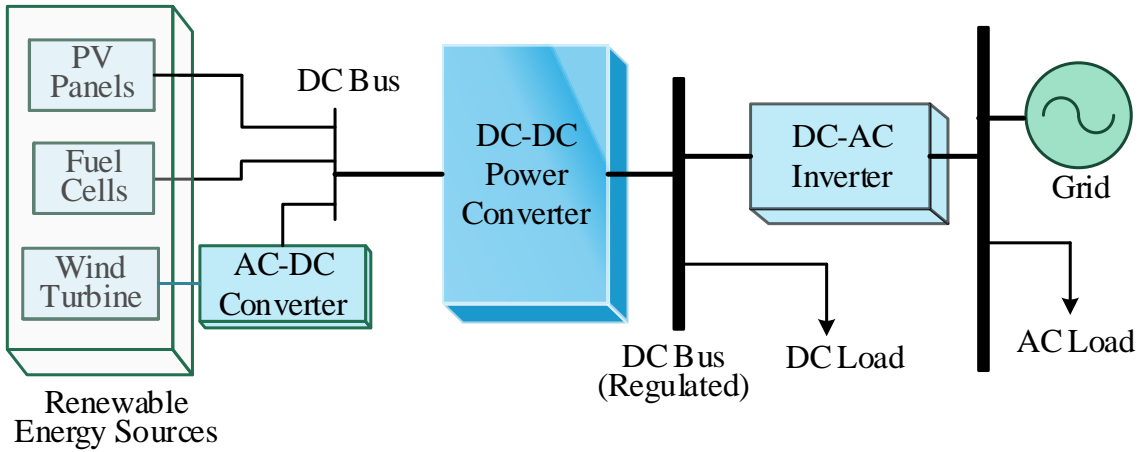 PV
Panels
Fuel
Cells
Wind
Turbine
Renewable
Energy Sources
AC-DC
Converter
DC Bus
DC-DC
Power
Converter
DC Bus
(Regulated)
DC-AC
Inverter
DC Load
Grid
AC Load